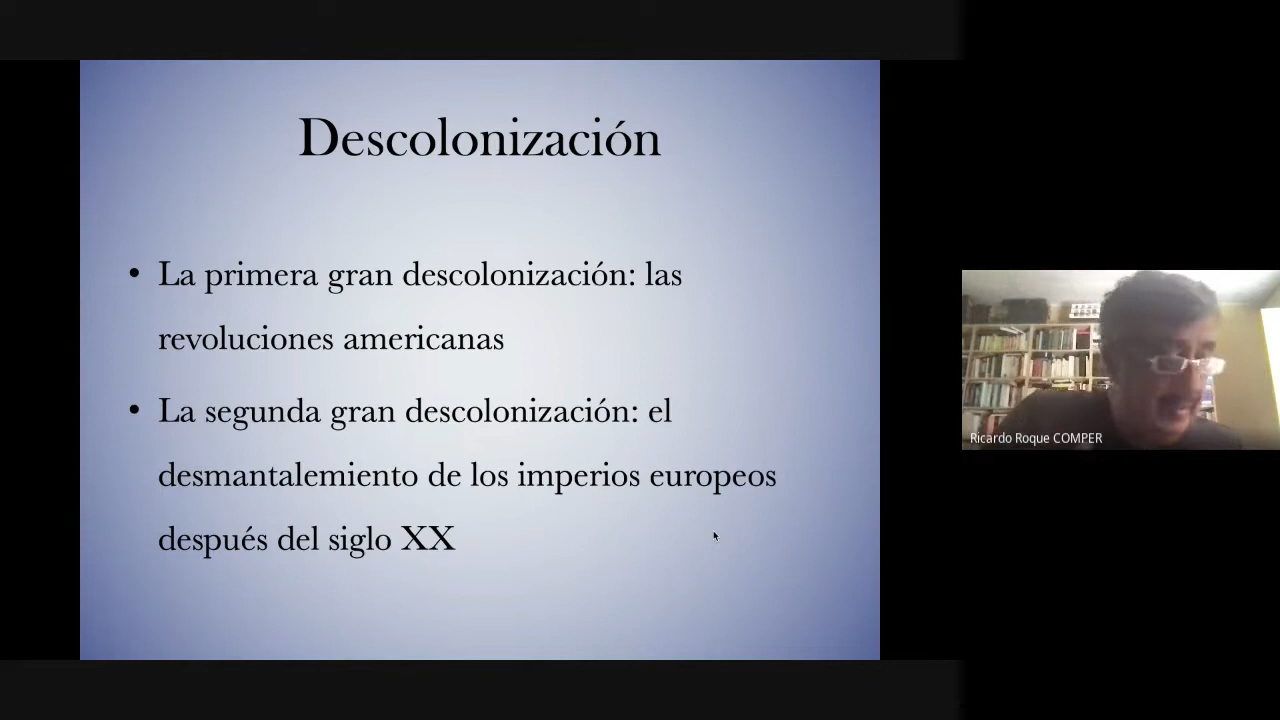 Descolonización
• La primera gran descolonización: las
revoluciones americanas
• La segunda gran descolonización: el
desmantalemiento de los imperios europeos
después del siglo XX
Ricardo Roque COMPER